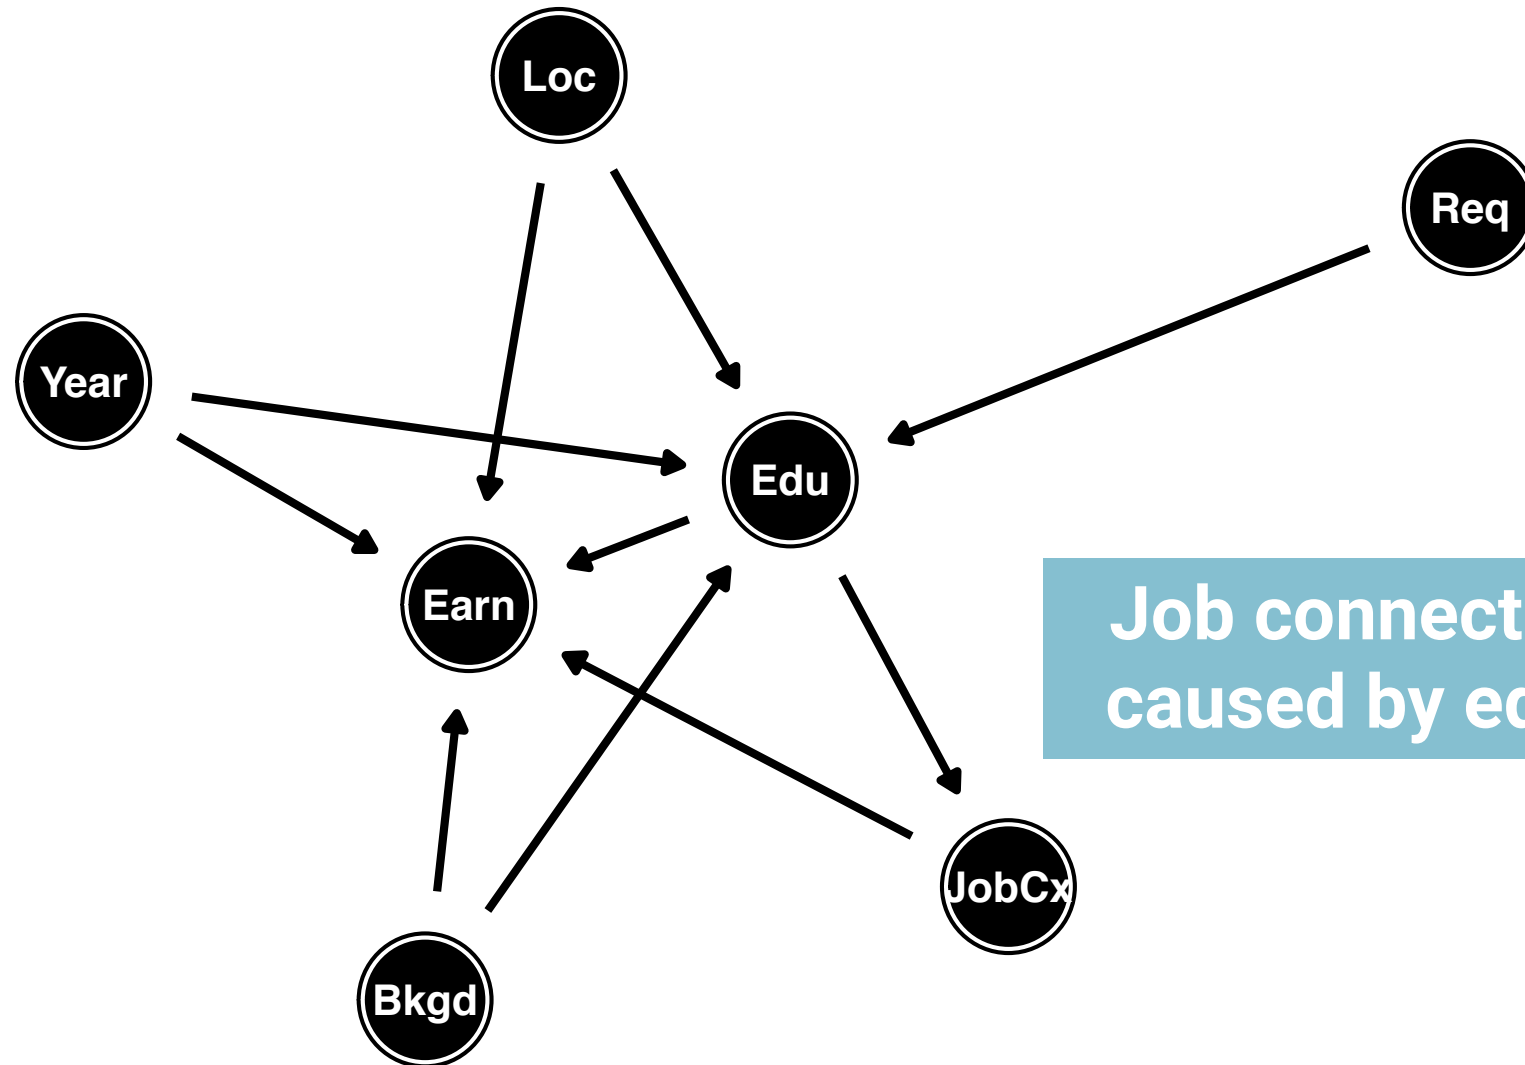 Loc
Req
Year
Edu
Earn
Job connect
caused by
JobCx
Bkgd